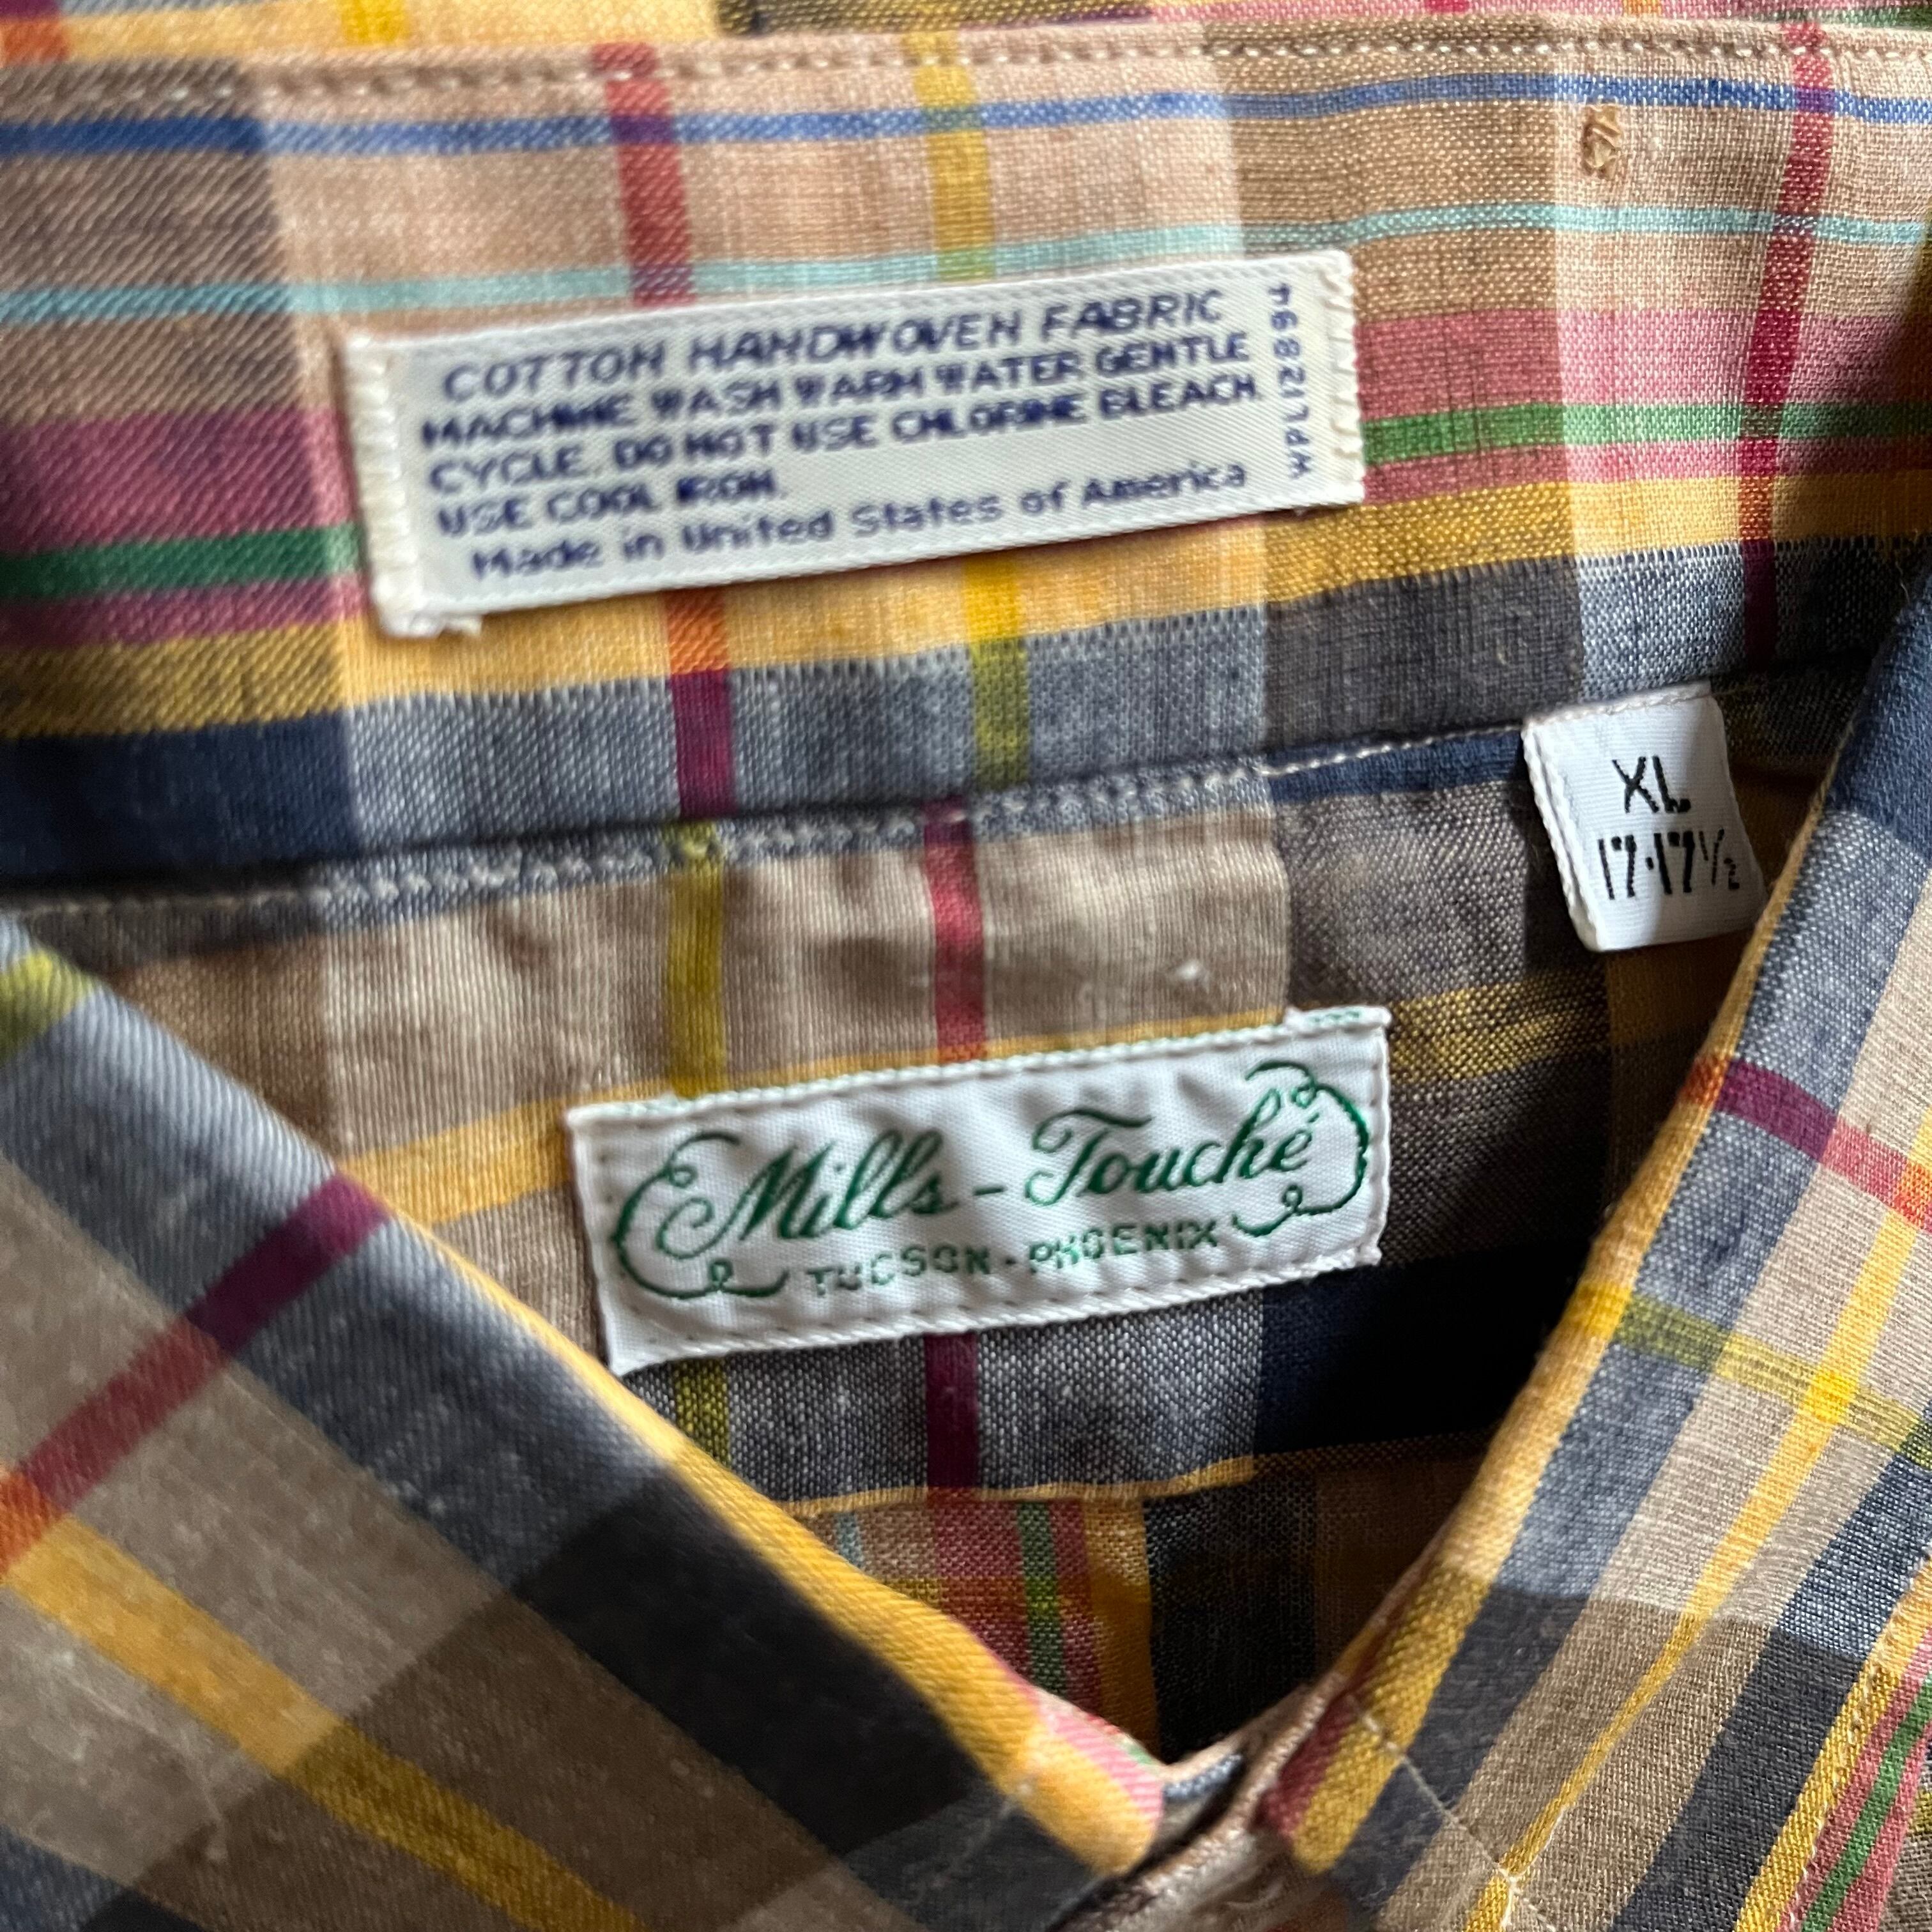 COTTON HANDWOVEN FABRIC
MACHINE WASH WARM WATER GENTLE
CYCLE. DO NOT USE CHLORINE BLEACH.
USE COOL IRON.
Made in United States of America
WPL12894
XL
17-17½
Mills-Touché
TUCSON-PHOENIX